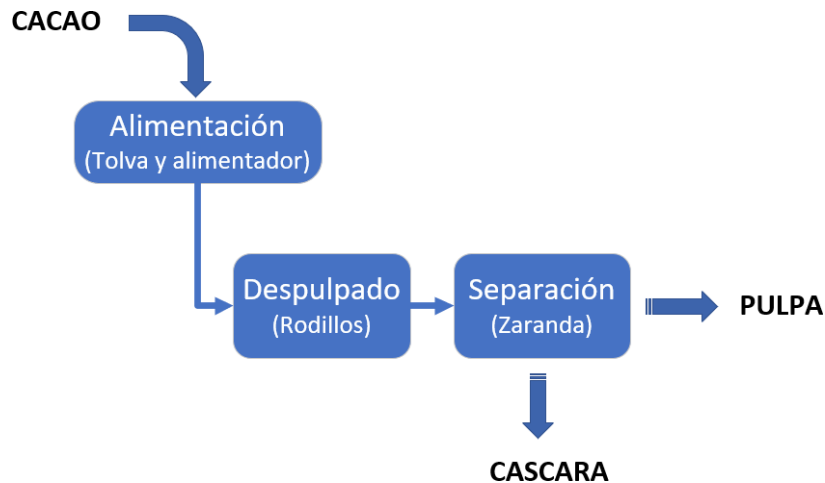 CACAO
Alimentación
(Tolva y alimentador)
Despulpado
(Rodillos)
Separación
(Zaranda)
PULPA
CASCARA